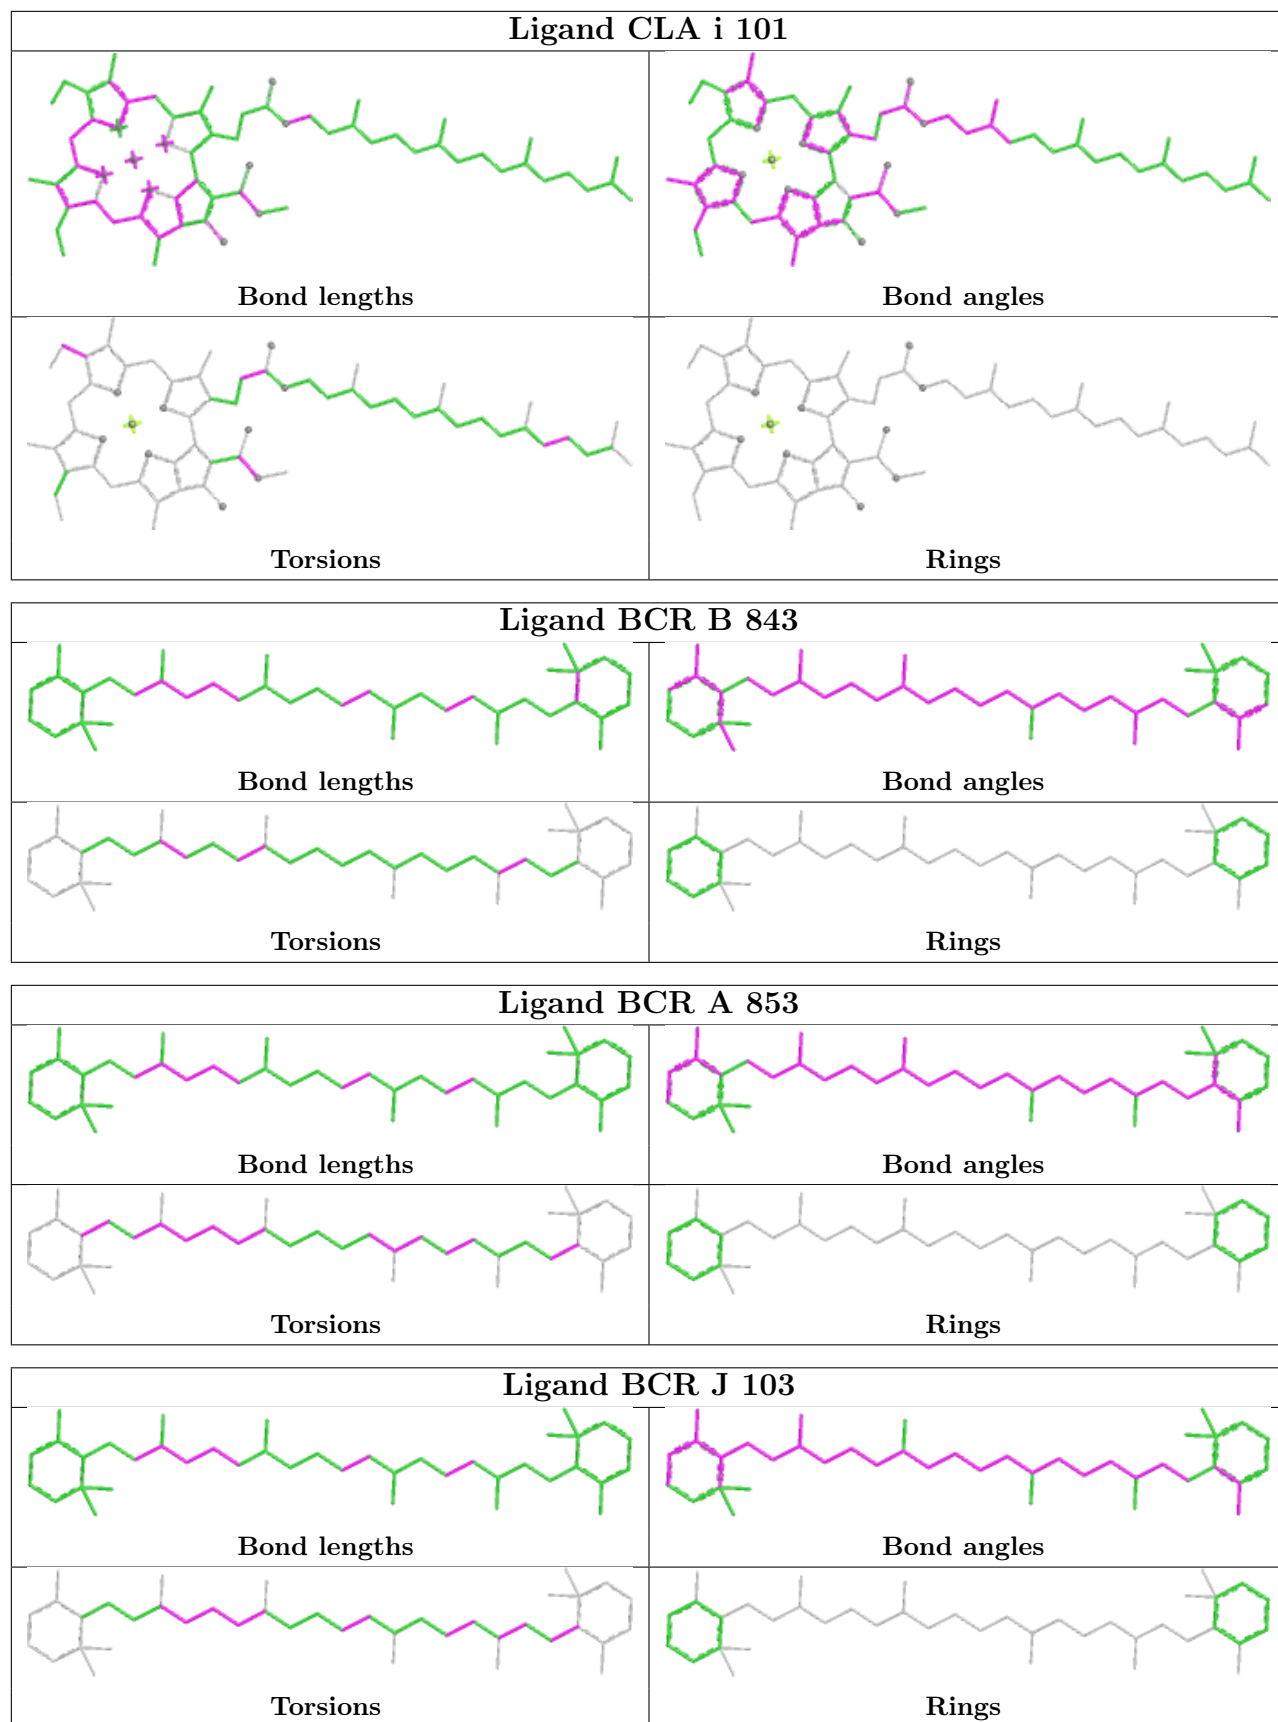 Ligand CLA i 101
Bond lengths
Bond angles
Torsions
Rings
Ligand BCR B 843
Bond lengths
Bond angles
Torsions
Rings
Ligand BCR A 853
Bond lengths
Bond angles
Torsions
Rings
Ligand BCR J 103
Bond lengths
Bond angles
Torsions
Rings